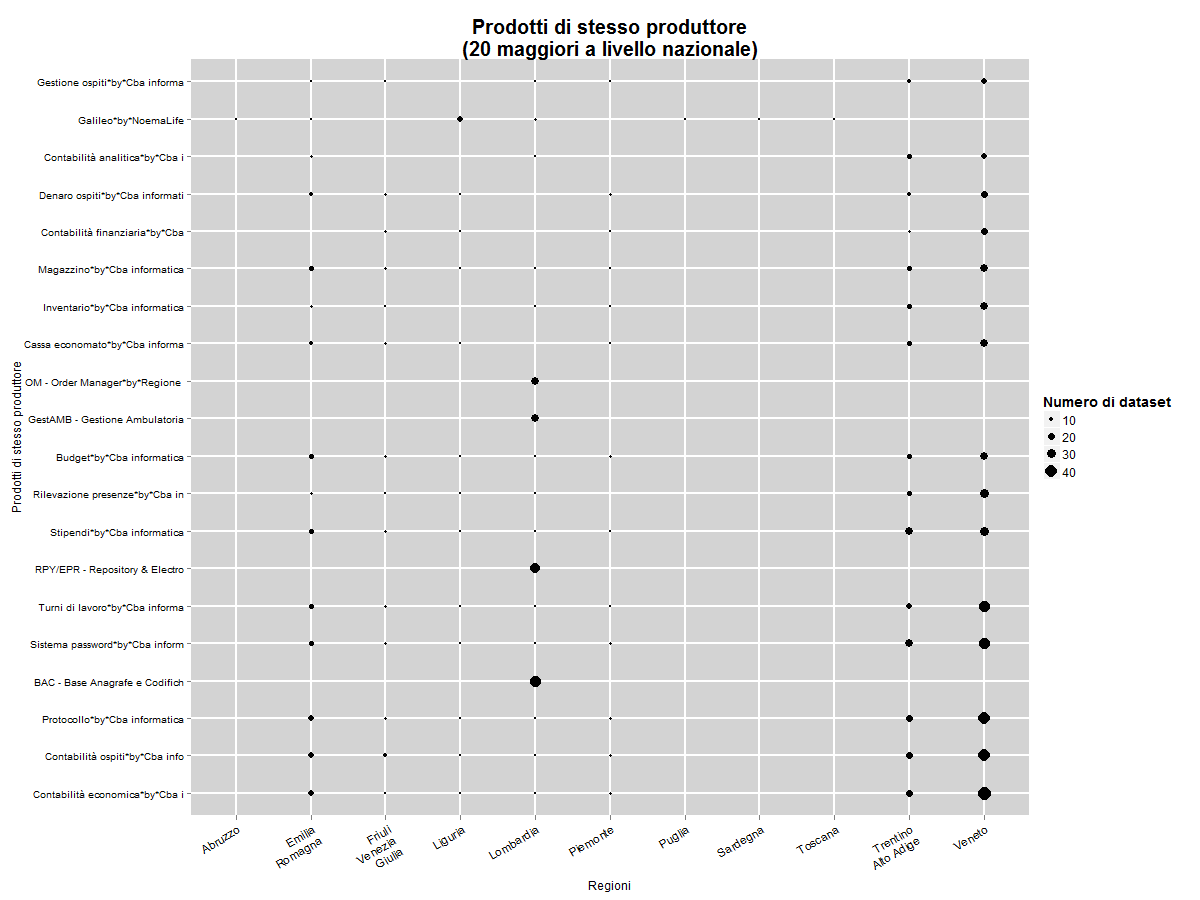 Prodotti di stesso produttore
(20 maggiori a livello nazionale)
Gestione ospiti*by*Cba informa
Galileo*by*NoemaLife
Contabilità analitica*by*Cba i
Denaro ospiti*by*Cba informati
Contabilità finanziaria*by*Cba
Magazzino*by*Cba informatica
Inventario*by*Cba informatica
Cassa economato*by*Cba informa
OM - Order Manager*by*Regione
GestAMB - Gestione Ambulatoria
Budget*by*Cba informatica
Rilevazione presenze*by*Cba in
Stipendi*by*Cba informatica
RPY/EPR - Repository & Electro
Turni di lavoro*by*Cba informa
Sistema password*by*Cba inform
BAC - Base Anagrafe e Codifich
Protocollo*by*Cba informatica
Contabilità ospiti*by*Cba info
Contabilità economica*by*Cba i
Prodotti di stesso produttore
Abruzzo
Emilia
Romagna
Friuli
Venezia
Giulia
Liguria
Lombardia
Piemonte
Puglia
Sardegna
Toscana
Trentino
Alto Adige
Veneto
Regioni
Numero di dataset
10
20
30
40